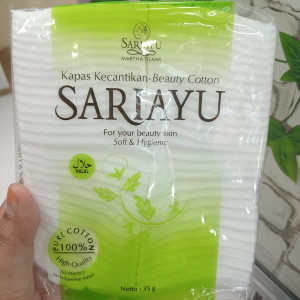 SARIAYU
MARTHA TILAAR
Kapas Kecantikan-Beauty Cotton
SARIAYU
For your beauty skin
Soft & Hygienic
حلال
HALAL
PURE COTTON
100%
High Quality
Netto : 35 g